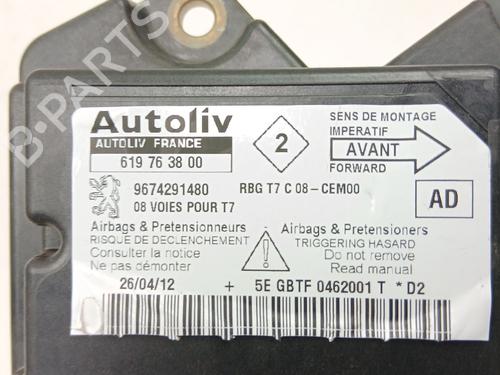 Autoliv
AUTOLIV FRANCE
619 76 38 00
2
SENS DE MONTAGE
IMPERATIF
AVANT
FORWARD
9674291480
RBG T7 C 08-CEM00
08 VOIES POUR T7
AD
Airbags & Pretensionneurs
RISQUE DE DECLENCHEMENT
Consulter la notice
Ne pas démonter
Airbags & Pretensioners
TRIGGERING HASARD
Do not remove
Read manual
26/04/12 + 5E GBTF 0462001 T * D2
B-PARTS